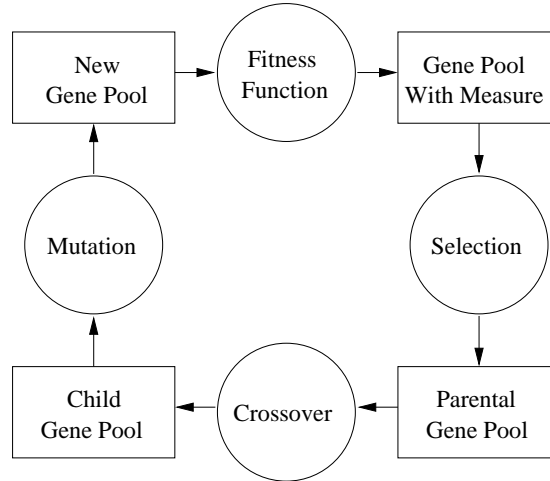 New
Gene Pool
Fitness
Function
Gene Pool
With Measure
Mutation
Selection
Child
Gene Pool
Crossover
Parental
Gene Pool